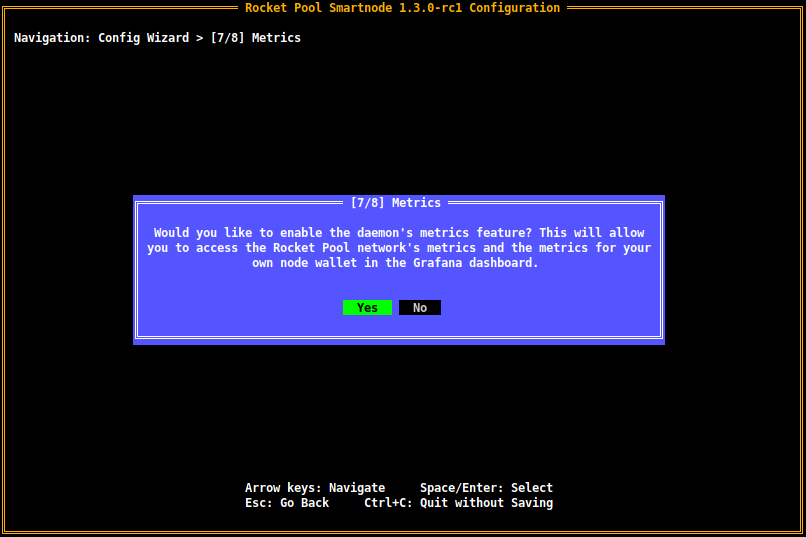 Rocket Pool Smartnode 1.3.0-rc1 Configuration
Navigation: Config Wizard > [7/8] Metrics
[7/8] Metrics
Would you like to enable the daemon's metrics feature? This will allow
you to access the Rocket Pool network's metrics and the metrics for your
own node wallet in the Grafana dashboard.
Yes No
Arrow keys: Navigate Space/Enter: Select
Esc: Go Back Ctrl+C: Quit without Saving